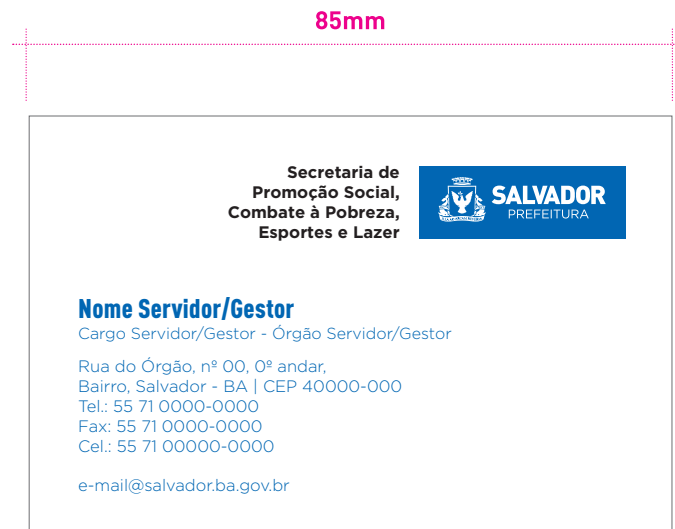 85mm
Secretaria de
Promoção Social,
Combate à Pobreza,
Esportes e Lazer
SALVADOR
PREFEITURA
Nome Servidor/Gestor
Cargo Servidor/Gestor - Órgão Servidor/Gestor
Rua do Órgão, nº 00, 0º andar,
Bairro, Salvador - BA | CEP 40000-000
Tel.: 55 71 0000-0000
Fax: 55 71 0000-0000
Cel.: 55 71 00000-0000
e-mail@salvador.ba.gov.br